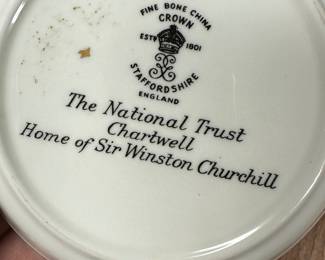 FINE BONE CHINA
CROWN
ESTD 1801
STAFFORDSHIRE
ENGLAND
The National Trust
Chartwell
Home of Sir Winston Churchill